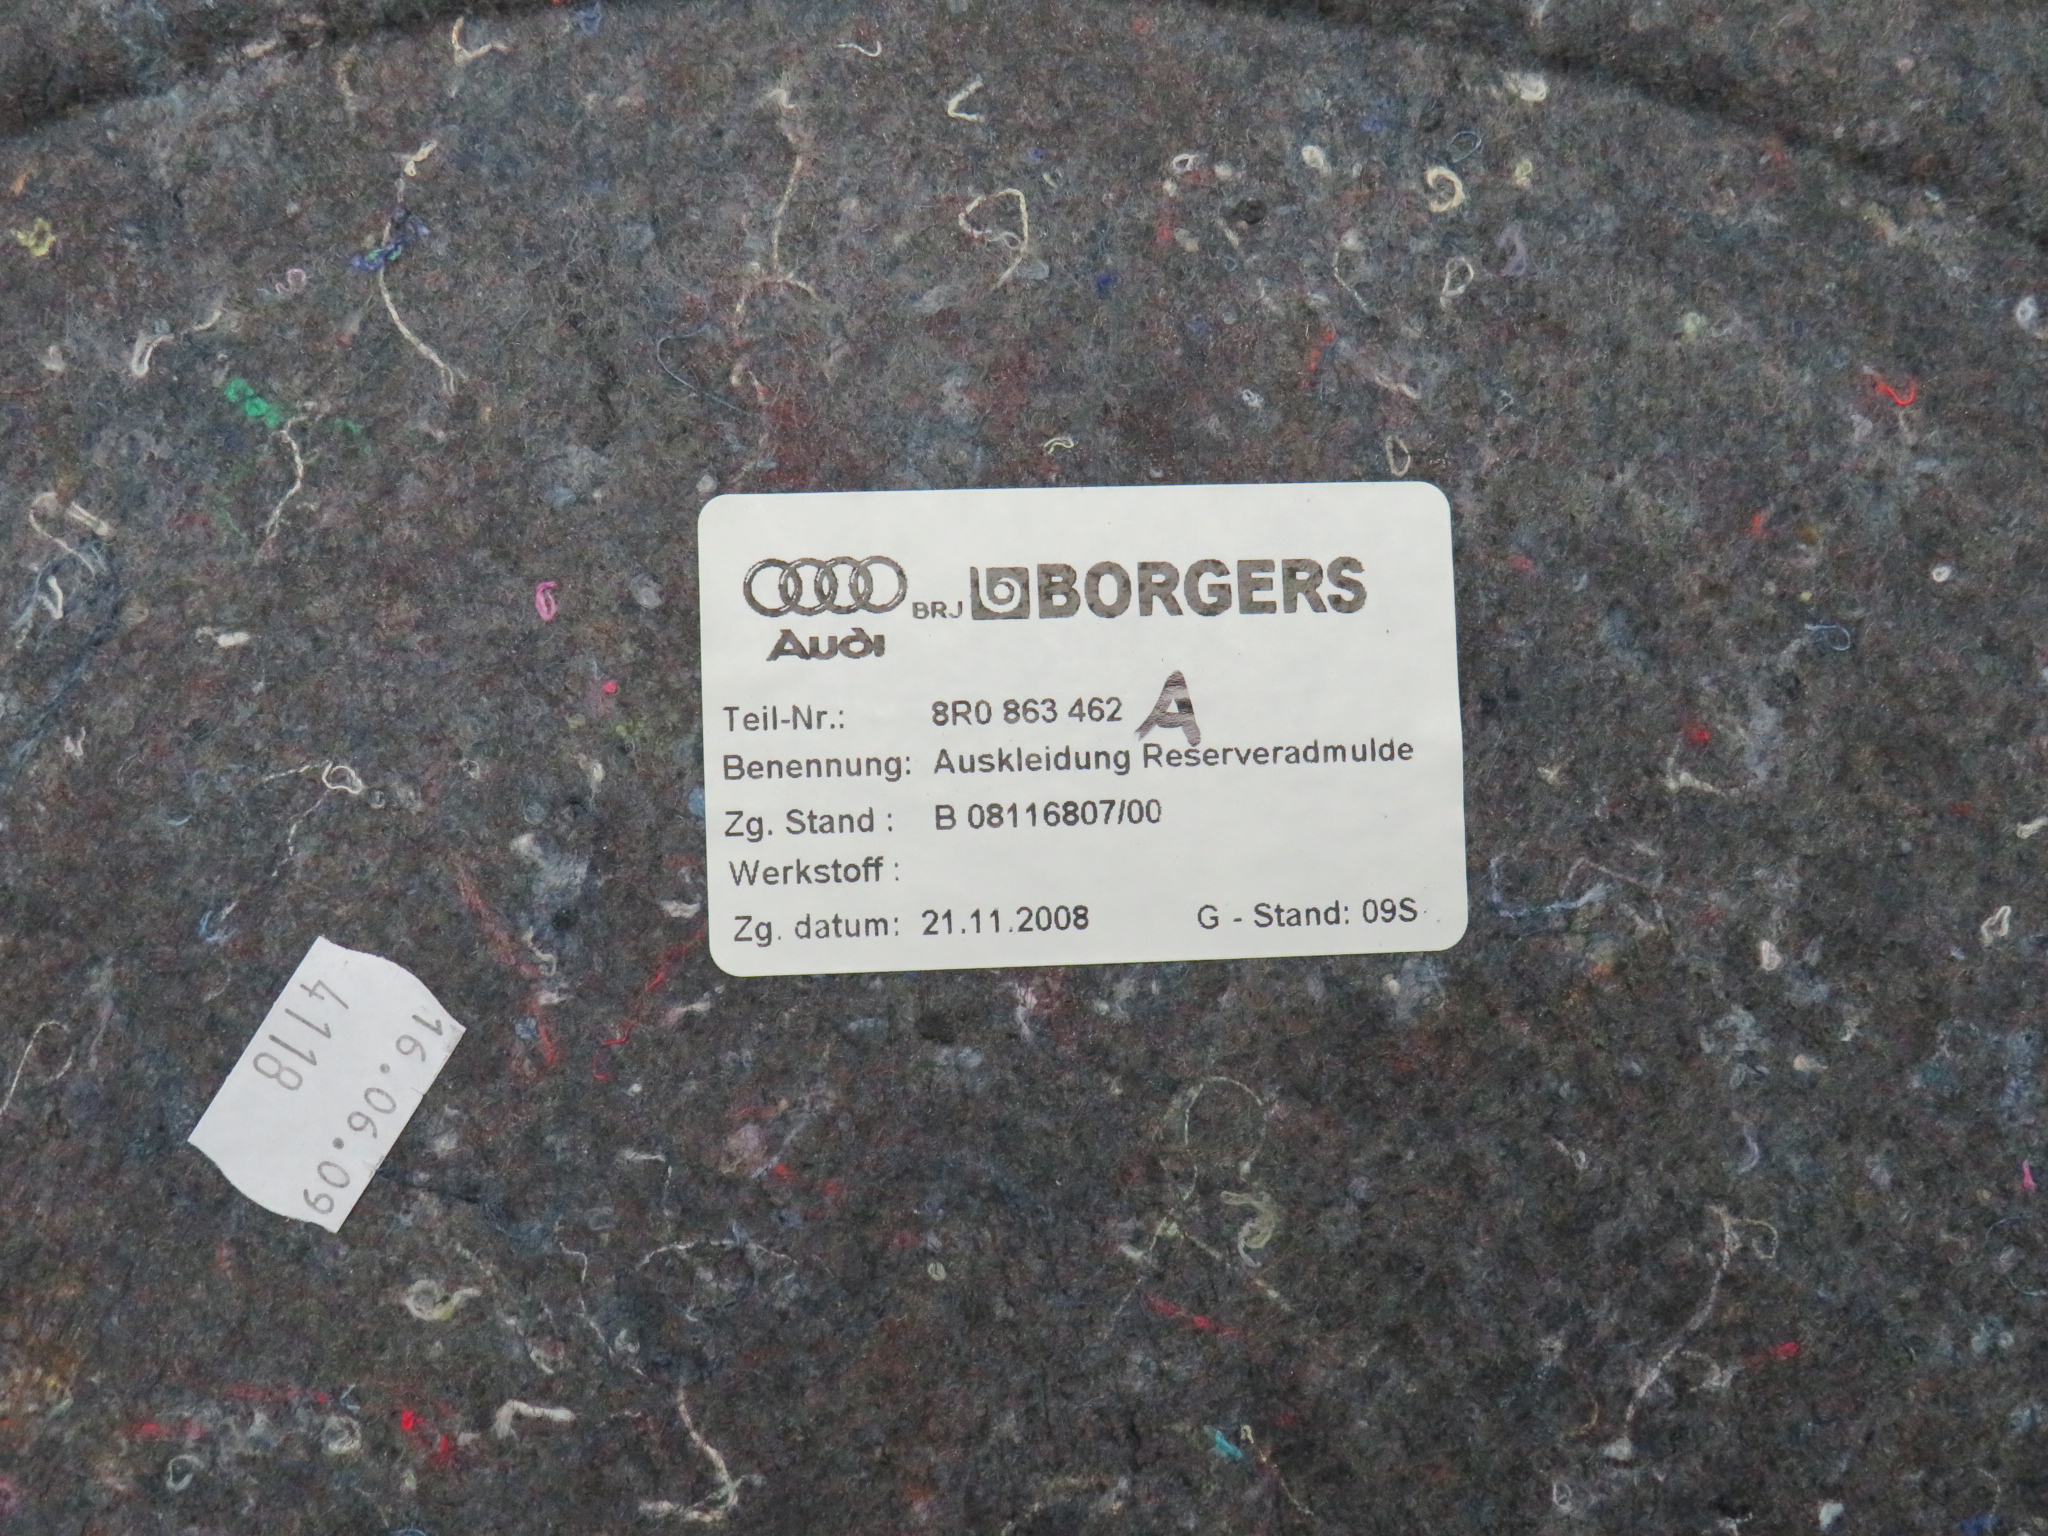 BRJ BORGERS
Audi
Teil-Nr.: 8R0 863 462 A
Benennung: Auskleidung Reserveradmulde
Zg. Stand : B 08116807/00
Werkstoff :
Zg. datum: 21.11.2008 G - Stand: 09S
16.06.09
4118